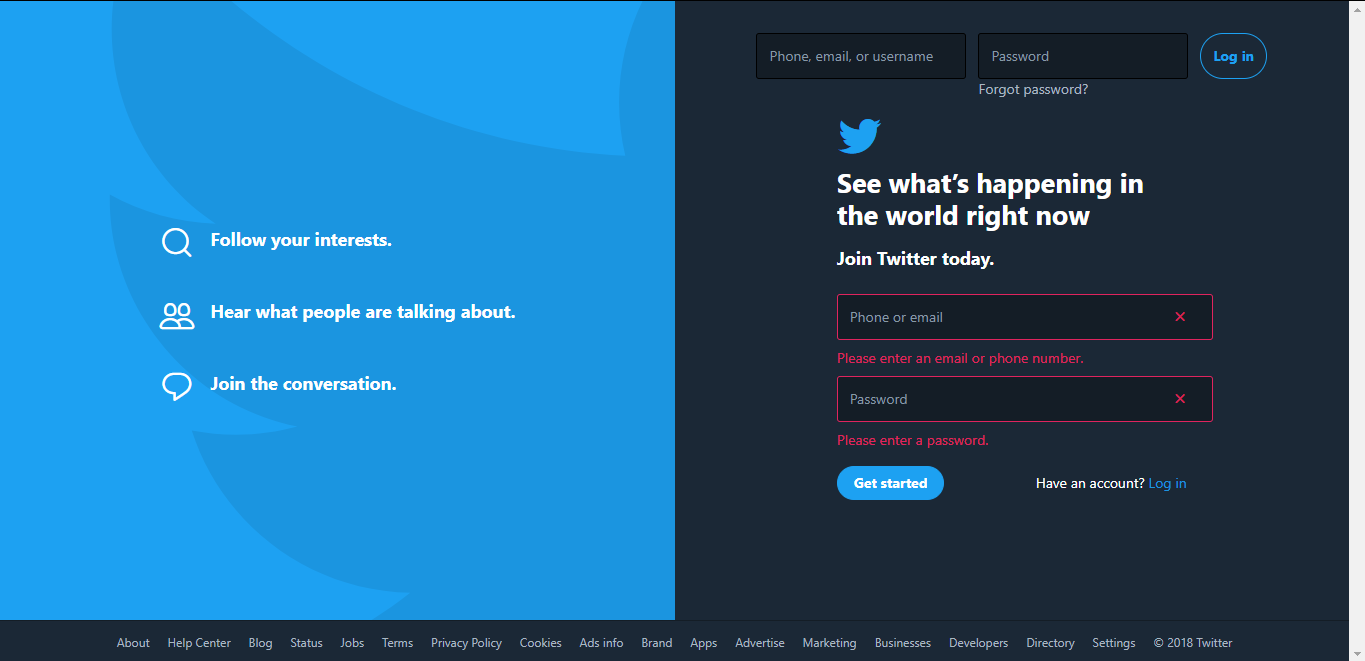 Phone, email, or username
Password
Log in
Forgot password?
See what’s happening in
the world right now
Join Twitter today.
Follow your interests.
Hear what people are talking about.
Join the conversation.
Phone or email
Please enter an email or phone number.
Password
Please enter a password.
Get started
Have an account? Log in
About Help Center Blog Status Jobs Terms Privacy Policy Cookies Ads info Brand Apps Advertise Marketing Businesses Developers Directory Settings © 2018 Twitter